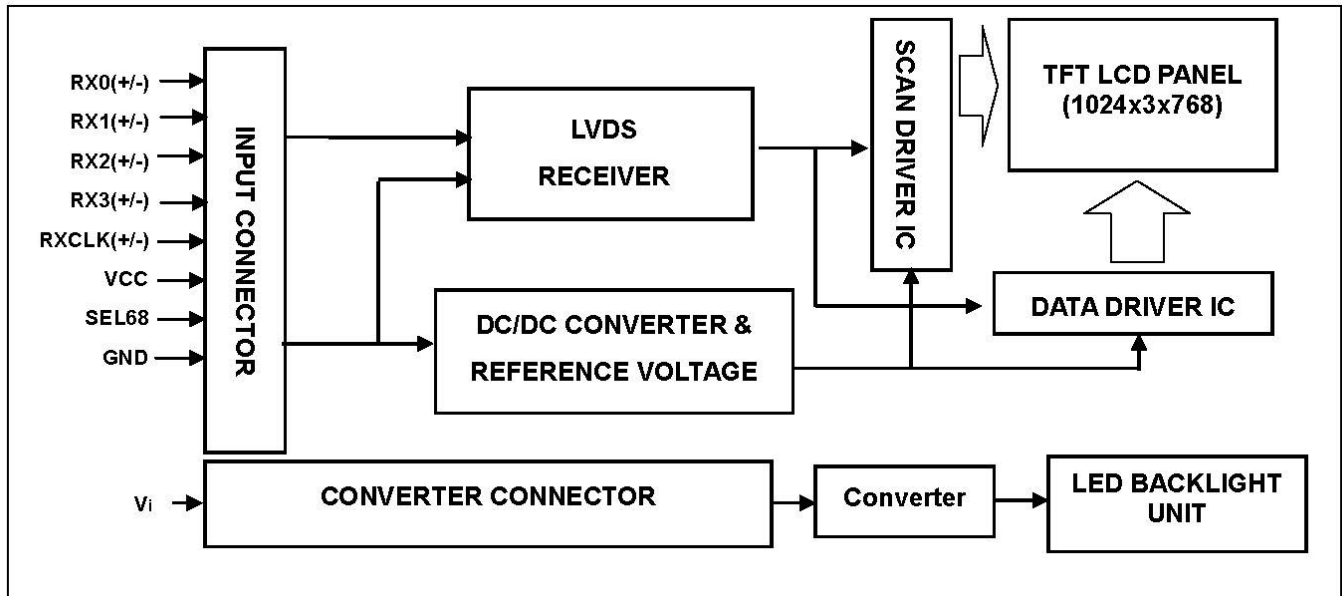 RX0(+/-)
RX1(+/-)
RX2(+/-)
RX3(+/-)
RXCLK(+/-)
VCC
SEL68
GND
INPUT CONNECTOR
LVDS
RECEIVER
DC/DC CONVERTER &
REFERENCE VOLTAGE
SCAN DRIVER IC
TFT LCD PANEL
(1024x3x768)
DATA DRIVER IC
Vi
CONVERTER CONNECTOR
Converter
LED BACKLIGHT
UNIT